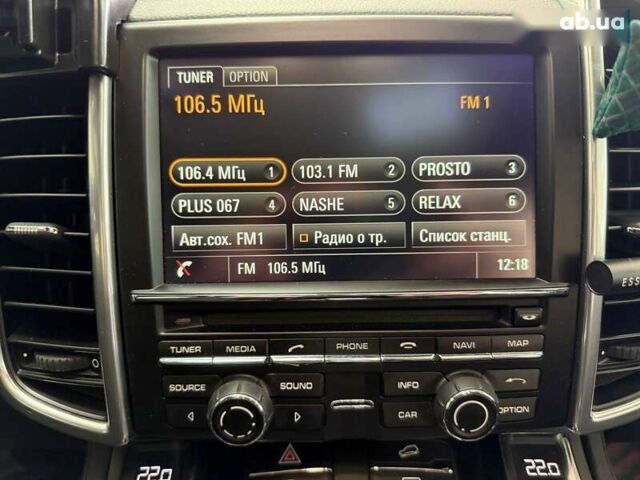 ab.ua
TUNER OPTION
106.5 МГц FM 1
106.4 МГц 1 103.1 FM 2 PROSTO 3
PLUS 067 4 NASHE 5 RELAX 6
Авт.сох. FM1 Радио о тр. Список станц.
FM 106.5 МГц 12:18
ESS
TUNER MEDIA PHONE NAVI MAP
SOURCE SOUND INFO
CAR OPTION
22.0 22.0